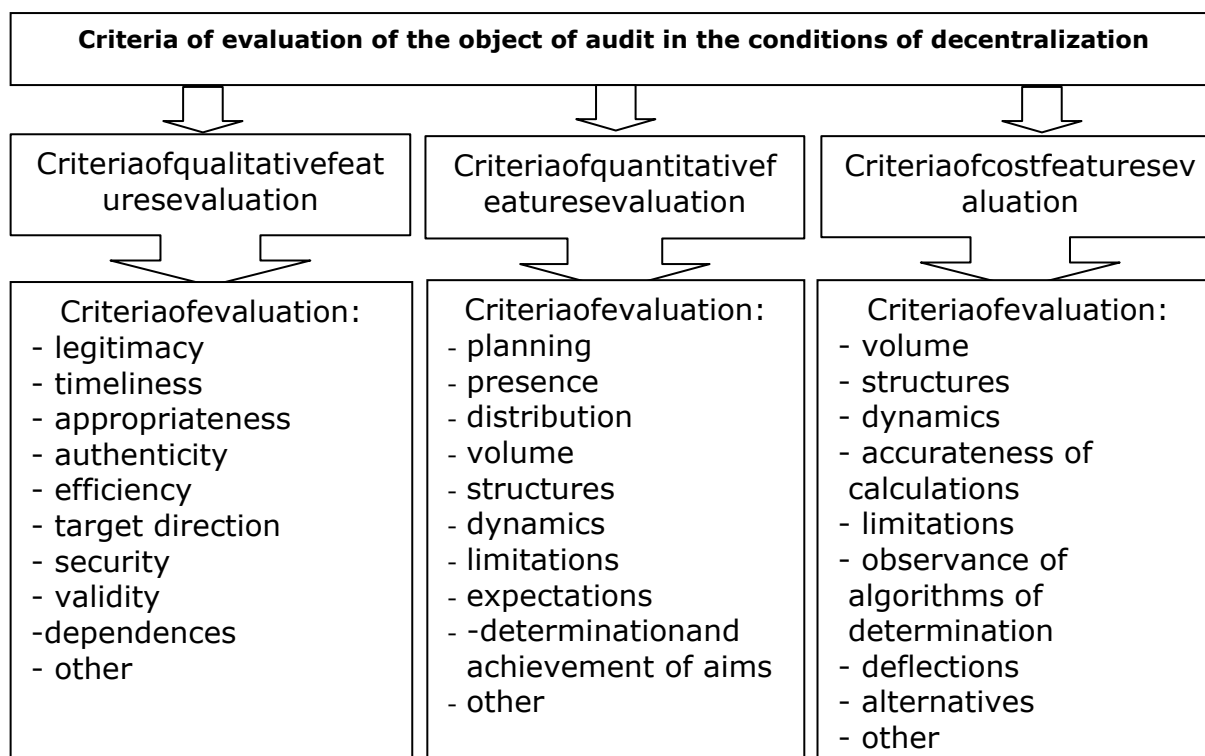 Criteria of evaluation of the object of audit in the conditions of decentralization
Criteriaofqualitativefeat
uresevaluation
Criteriaofevaluation:
- legitimacy
- timeliness
- appropriateness
- authenticity
- efficiency
- target direction
- security
- validity
-dependences
- other
Criteriaofquantitativef
eaturesevaluation
Criteriaofevaluation:
- planning
- presence
- distribution
- volume
- structures
- dynamics
- limitations
- expectations
- -determinationand
achievement of aims
- other
Criteriaofcostfeaturesev
aluation
Criteriaofevaluation:
- volume
- structures
- dynamics
- accurateness of
calculations
- limitations
- observance of
algorithms of
determination
- deflections
- alternatives
- other